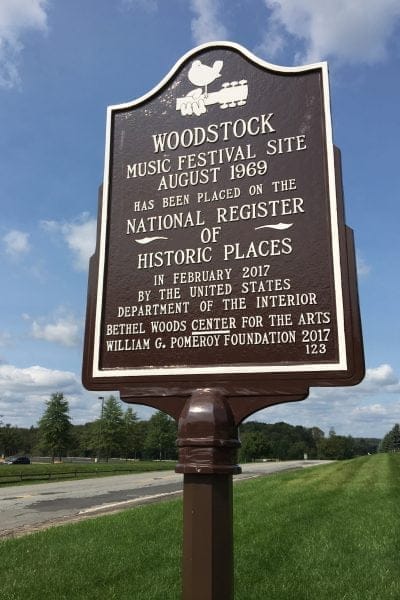 WOODSTOCK
MUSIC FESTIVAL SITE
AUGUST 1969
HAS BEEN PLACED ON THE
NATIONAL REGISTER
OF
HISTORIC PLACES
IN FEBRUARY 2017
BY THE UNITED STATES
DEPARTMENT OF THE INTERIOR
BETHEL WOODS CENTER FOR THE ARTS
WILLIAM G. POMEROY FOUNDATION 2017
123